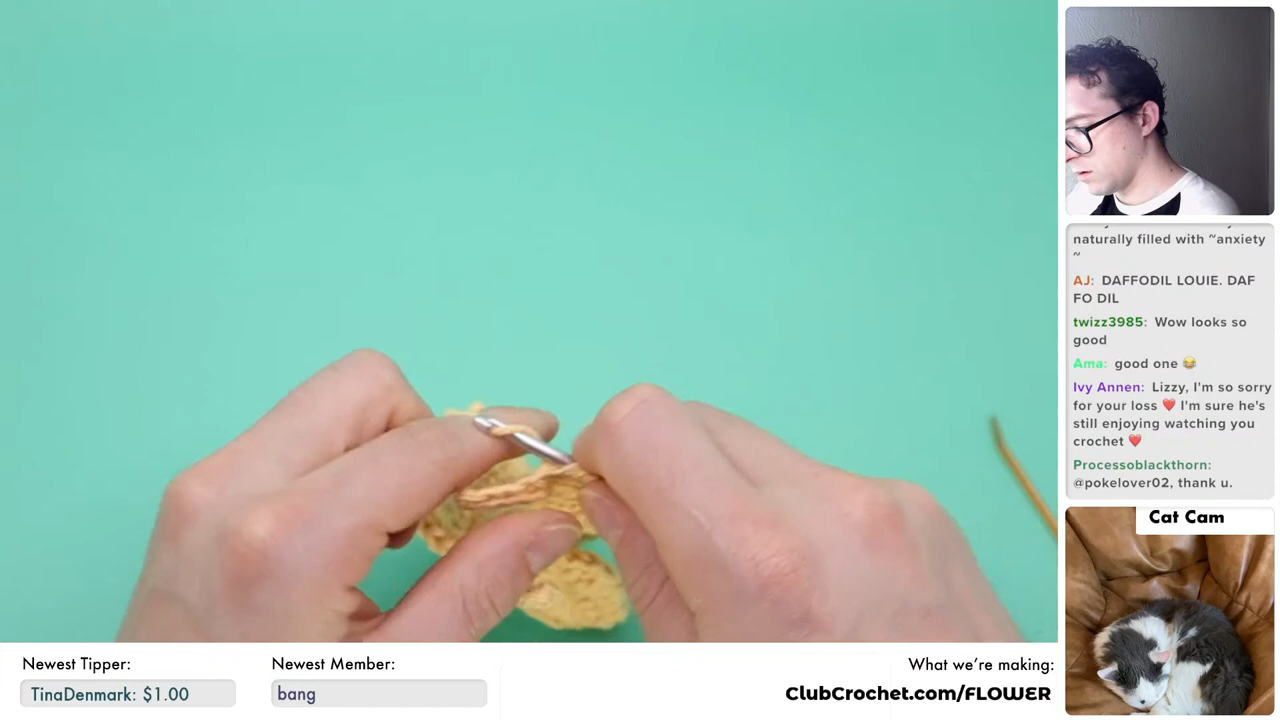 naturally filled with ~anxiety
~
AJ: DAFFODIL LOUIE. DAF
FO DIL
twizz3985: Wow looks so
good
Ama: good one 😂
Ivy Annen: Lizzy, I'm so sorry
for your loss ❤️ I'm sure he's
still enjoying watching you
crochet ❤️
Processoblackthorn:
@pokelover02, thank u.
Cat Cam
Newest Tipper:
TinaDenmark: $1.00
Newest Member:
bang
What we're making:
ClubCrochet.com/FLOWER